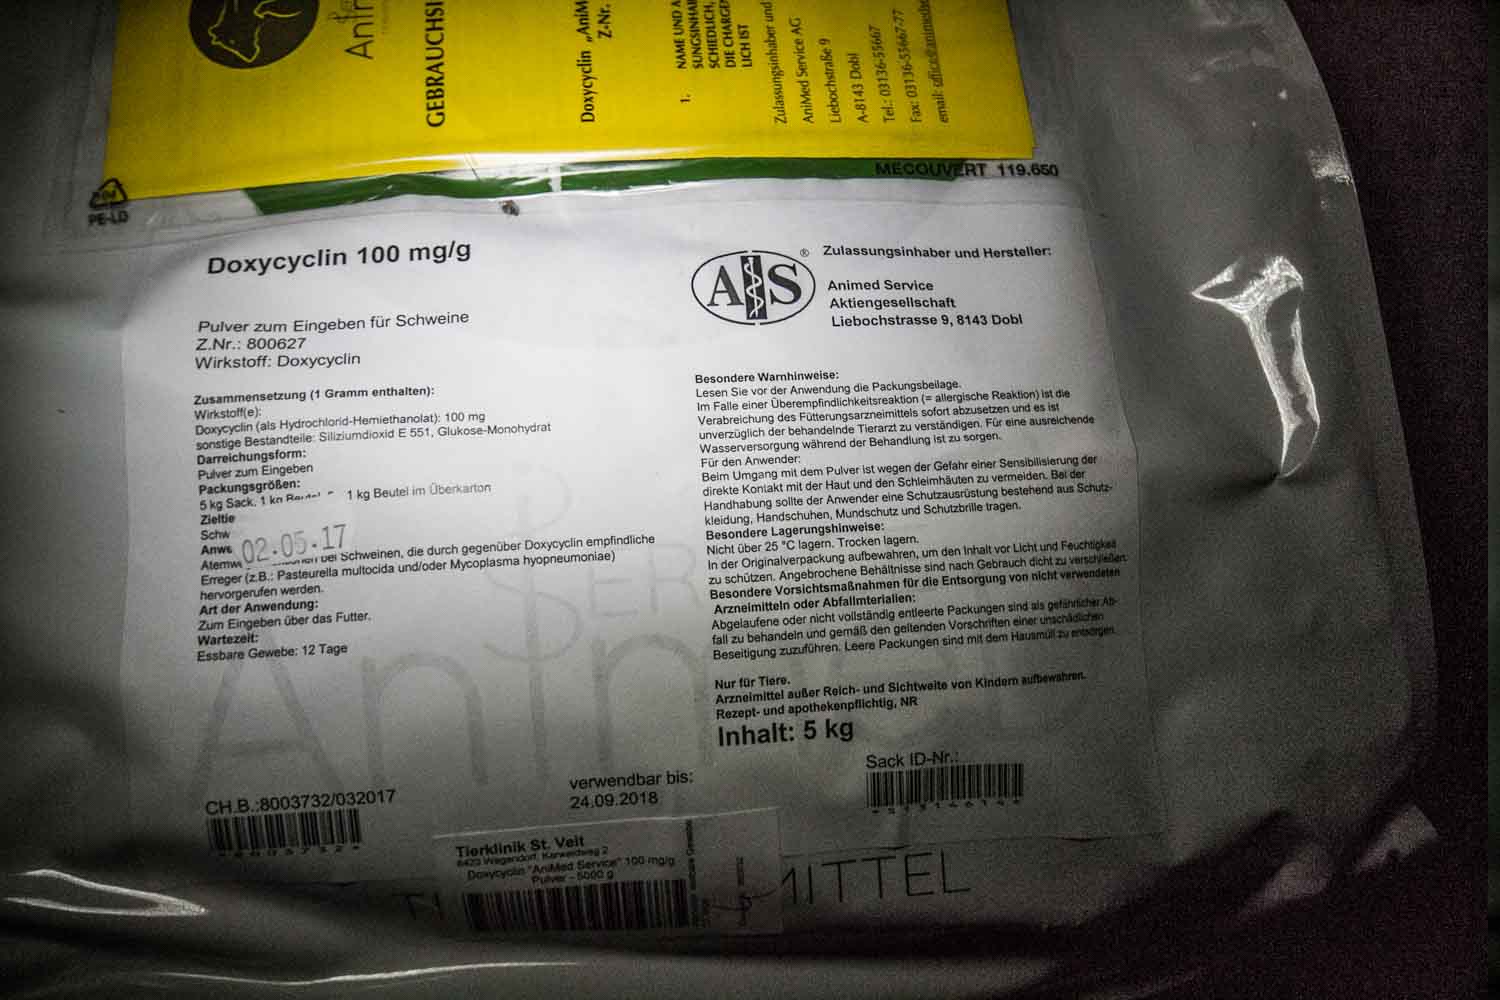 GEBRAUCHSI
Doxycyclin „AniM
Z-Nr.
1.
NAME UND A
SUNGSINHA
SCHIEDLICH,
DIE CHARGE
LICH IST
Zulassungsinhaber und
AniMed Service AG
Liebochstraße 9
A-8143 Dobl
Tel.: 03136-55667
Fax: 03136-55667-77
email: office@animeds
MECOUVERT 119.650
PE-LD
Doxycyclin 100 mg/g
Pulver zum Eingeben für Schweine
Z.Nr.: 800627
Wirkstoff: Doxycyclin
Zusammensetzung (1 Gramm enthalten):
Wirkstoff(e):
Doxycyclin (als Hydrochlorid-Hemiethanolat): 100 mg
sonstige Bestandteile: Siliziumdioxid E 551, Glukose-Monohydrat
Darreichungsform:
Pulver zum Eingeben
Packungsgrößen:
5 kg Sack, 1 kg 1 kg Beutel im Überkarton
Zieltie
Schw
Anwe
02.05.17
Atemw bei Schweinen, die durch gegenüber Doxycyclin empfindliche
Erreger (z.B.: Pasteurella multocida und/oder Mycoplasma hyopneumoniae)
hervorgerufen werden.
Art der Anwendung:
Zum Eingeben über das Futter.
Wartezeit:
Essbare Gewebe: 12 Tage
CH.B.:8003732/032017
verwendbar bis:
24.09.2018
AS ®
Zulassungsinhaber und Hersteller:
Animed Service
Aktiengesellschaft
Liebochstrasse 9, 8143 Dobl
Besondere Warnhinweise:
Lesen Sie vor der Anwendung die Packungsbeilage.
Im Falle einer Überempfindlichkeitsreaktion (= allergische Reaktion) ist die
Verabreichung des Fütterungsarzneimittels sofort abzusetzen und es ist
unverzüglich der behandelnde Tierarzt zu verständigen. Für eine ausreichende
Wasserversorgung während der Behandlung ist zu sorgen.
Für den Anwender:
Beim Umgang mit dem Pulver ist wegen der Gefahr einer Sensibilisierung der
direkte Kontakt mit der Haut und den Schleimhäuten zu vermeiden. Bei der
Handhabung sollte der Anwender eine Schutzausrüstung bestehend aus Schutz-
kleidung, Handschuhen, Mundschutz und Schutzbrille tragen.
Besondere Lagerungshinweise:
Nicht über 25 °C lagern. Trocken lagern.
In der Originalverpackung aufbewahren, um den Inhalt vor Licht und Feuchtigkeit
zu schützen. Angebrochene Behältnisse sind nach Gebrauch dicht zu verschließen.
Besondere Vorsichtsmaßnahmen für die Entsorgung von nicht verwendeten
Arzneimitteln oder Abfallmterialien:
Abgelaufene oder nicht vollständig entleerte Packungen sind als gefährlicher Ab-
fall zu behandeln und gemäß den geltenden Vorschriften einer unschädlichen
Beseitigung zuzuführen. Leere Packungen sind mit dem Hausmüll zu entsorgen.
Nur für Tiere.
Arzneimittel außer Reich- und Sichtweite von Kindern aufbewahren.
Rezept- und apothekenpflichtig, NR
Inhalt: 5 kg
Sack ID-Nr.:
Tierklinik St. Veit
8423 Wagendorf, Kerweidweg 2
Doxycyclin "AniMed Service" 100 mg/g
Pulver - 5000 g
MITTEL